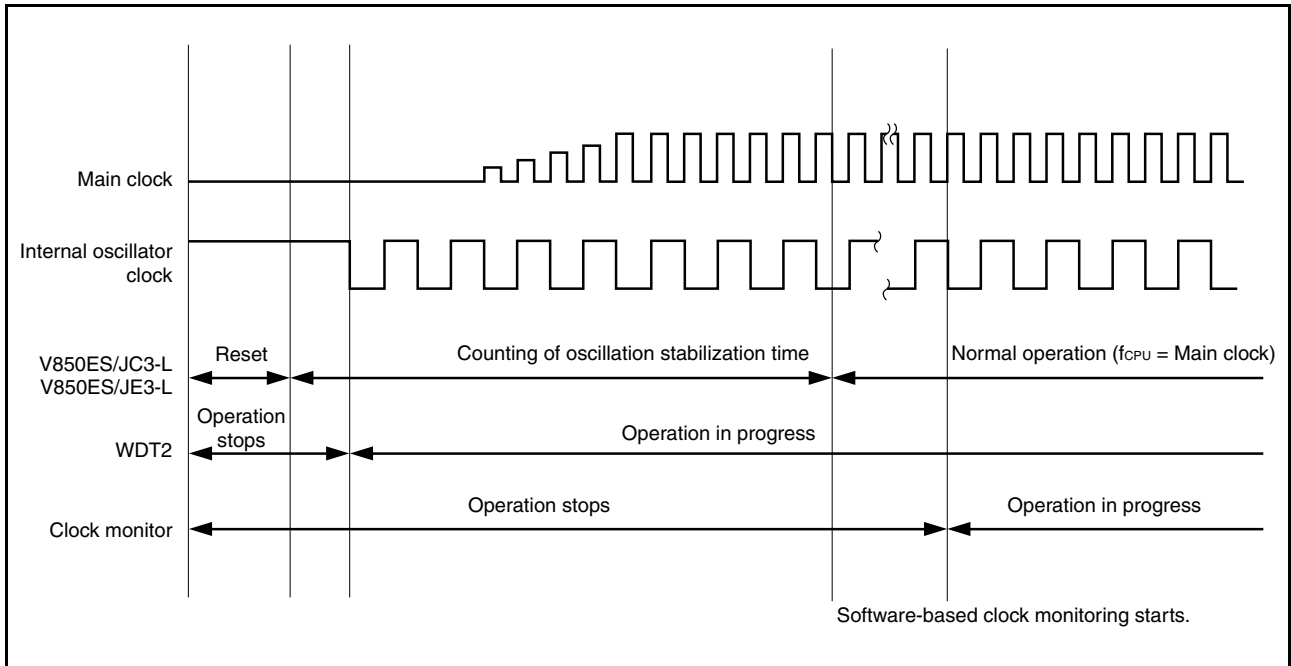 Main clock
Internal oscillator
clock
V850ES/JC3-L
V850ES/JE3-L
Reset
Counting of oscillation stabilization time
Normal operation (fCPU = Main clock)
WDT2
Operation
stops
Operation in progress
Clock monitor
Operation stops
Operation in progress
Software-based clock monitoring starts.